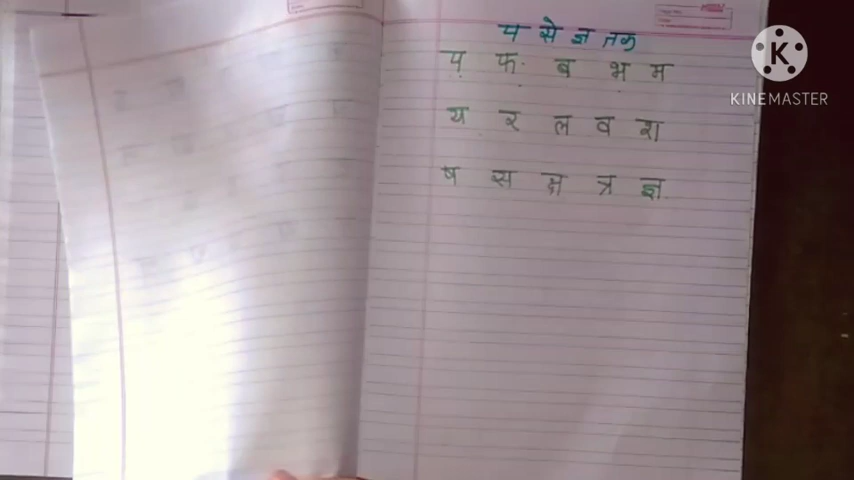 प से ज्ञ तक
प फ ब भ म
य र ल व श
ष स क्ष त्र ज्ञ
KINEMASTER